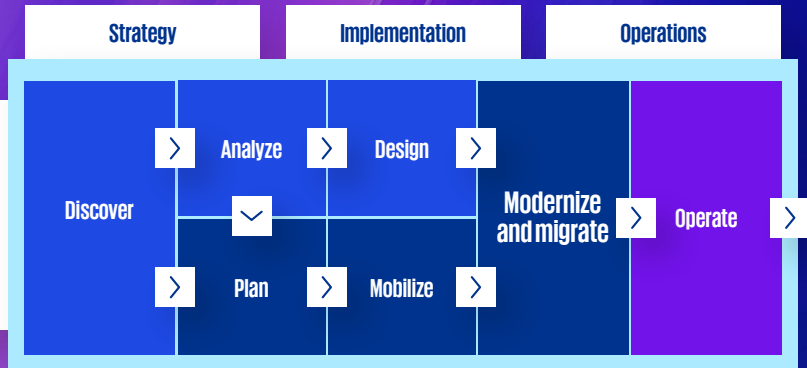 Strategy
Implementation
Operations
Discover
Analyze
Design
Plan
Mobilize
Modernize
and migrate
Operate